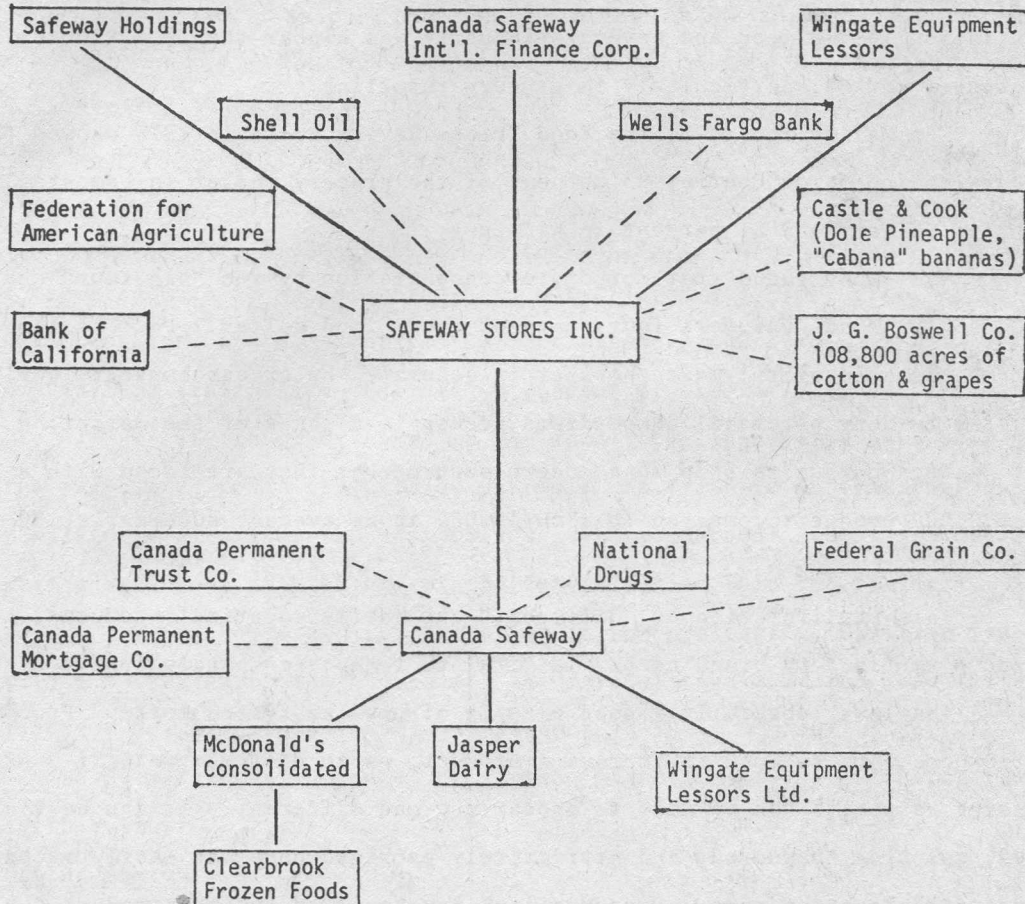 Safeway Holdings
Canada Safeway
Int'l. Finance Corp.
Wingate Equipment
Lessors
Shell Oil
Wells Fargo Bank
Federation for
American Agriculture
Castle & Cook
(Dole Pineapple,
"Cabana" bananas)
Bank of
California
SAFEWAY STORES INC.
J. G. Boswell Co.
108,800 acres of
cotton & grapes
Canada Permanent
Trust Co.
National
Drugs
Federal Grain Co.
Canada Permanent
Mortgage Co.
Canada Safeway
McDonald's
Consolidated
Jasper
Dairy
Wingate Equipment
Lessors Ltd.
Clearbrook
Frozen Foods